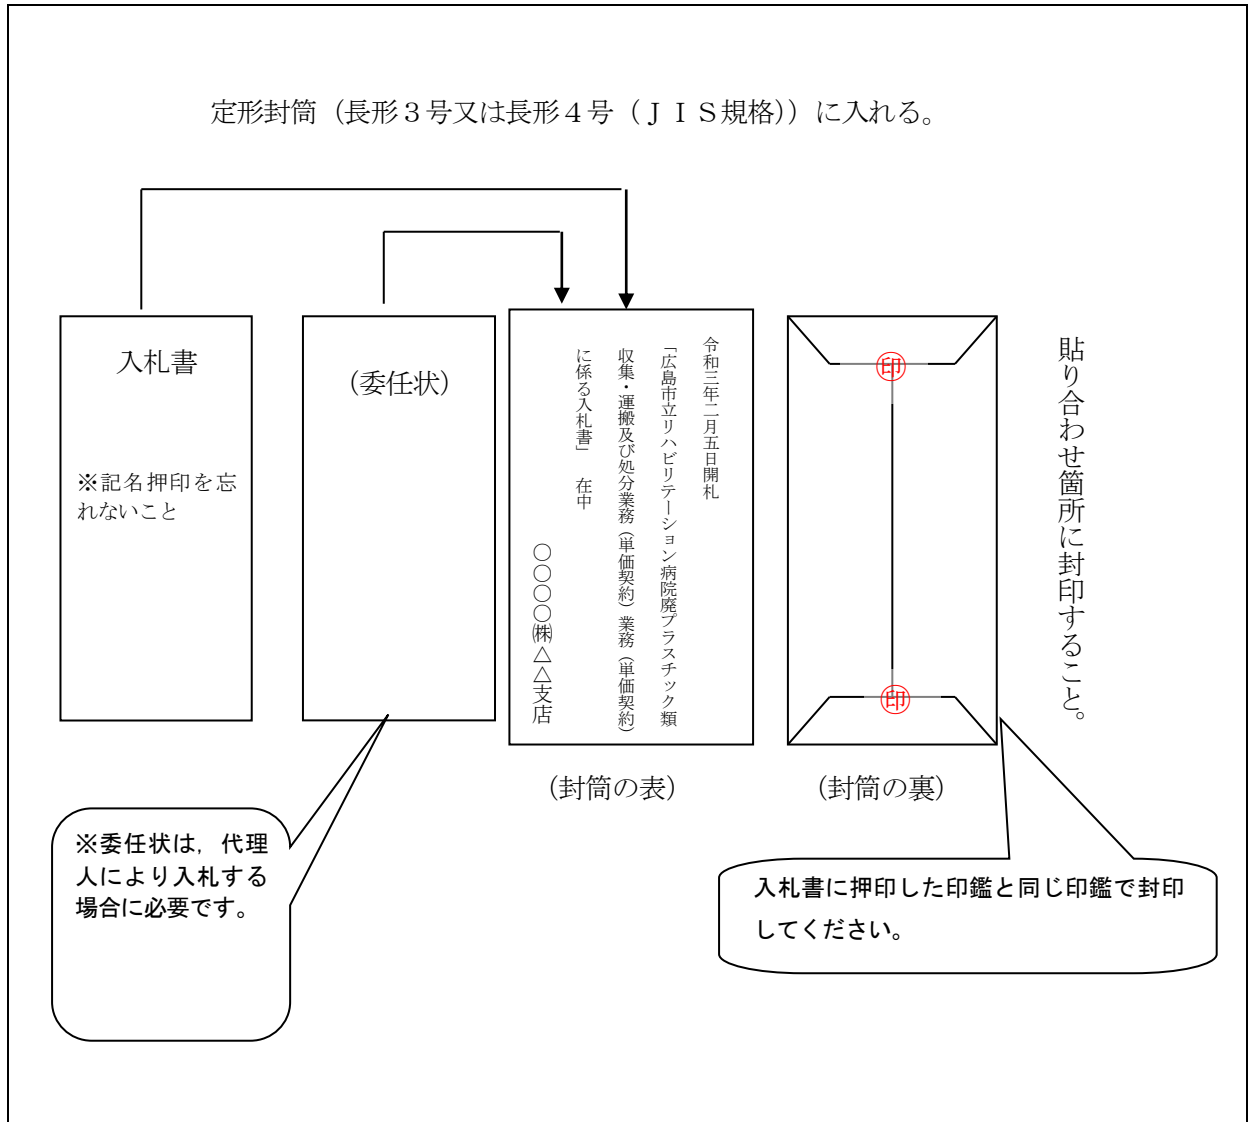 定形封筒（長形３号又は長形４号（ＪＩＳ規格））に入れる。
入札書
※記名押印を忘
れないこと
（委任状）
令和三年二月五日開札
「広島市立リハビリテーション病院廃プラスチック類
収集・運搬及び処分業務（単価契約）業務（単価契約）
に係る入札書」　在中
〇〇〇〇㈱△△支店
印
印
貼り合わせ箇所に封印すること。
（封筒の表）
（封筒の裏）
※委任状は，代理
人により入札する
場合に必要です。
入札書に押印した印鑑と同じ印鑑で封印
してください。